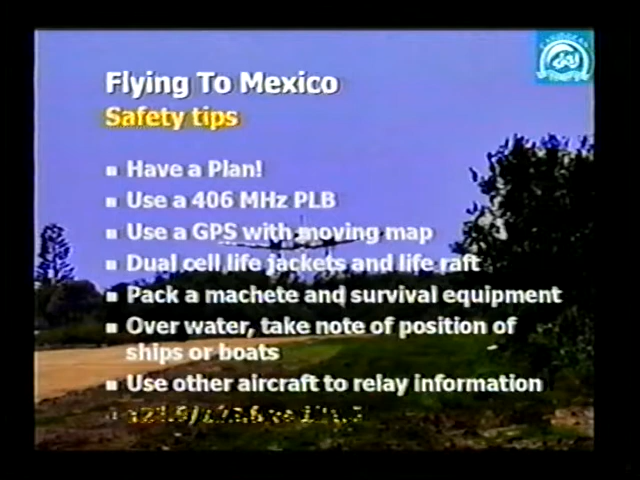 Flying To Mexico
Safety tips
Have a Plan!
Use a 406 MHz PLB
Use a GPS with moving map
Dual cell life jackets and life raft
Pack a machete and survival equipment
Over water, take note of position of
ships or boats
Use other aircraft to relay information